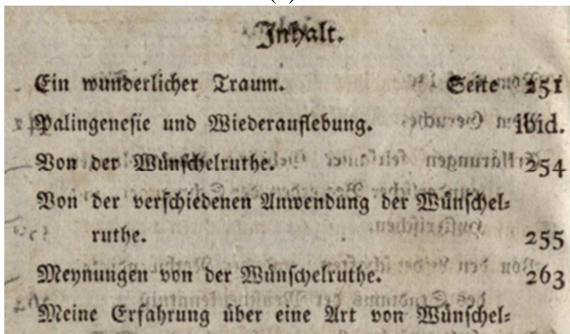 Inhalt.
Ein wunderlicher Traum. Seite 251
Palingenesie und Wiederauflebung. ibid.
Von der Wünschelruthe. 254
Von der verschiedenen Anwendung der Wünschel-
ruthe. 255
Meynungen von der Wünschelruthe. 263
Meine Erfahrung über eine Art von Wünschel-